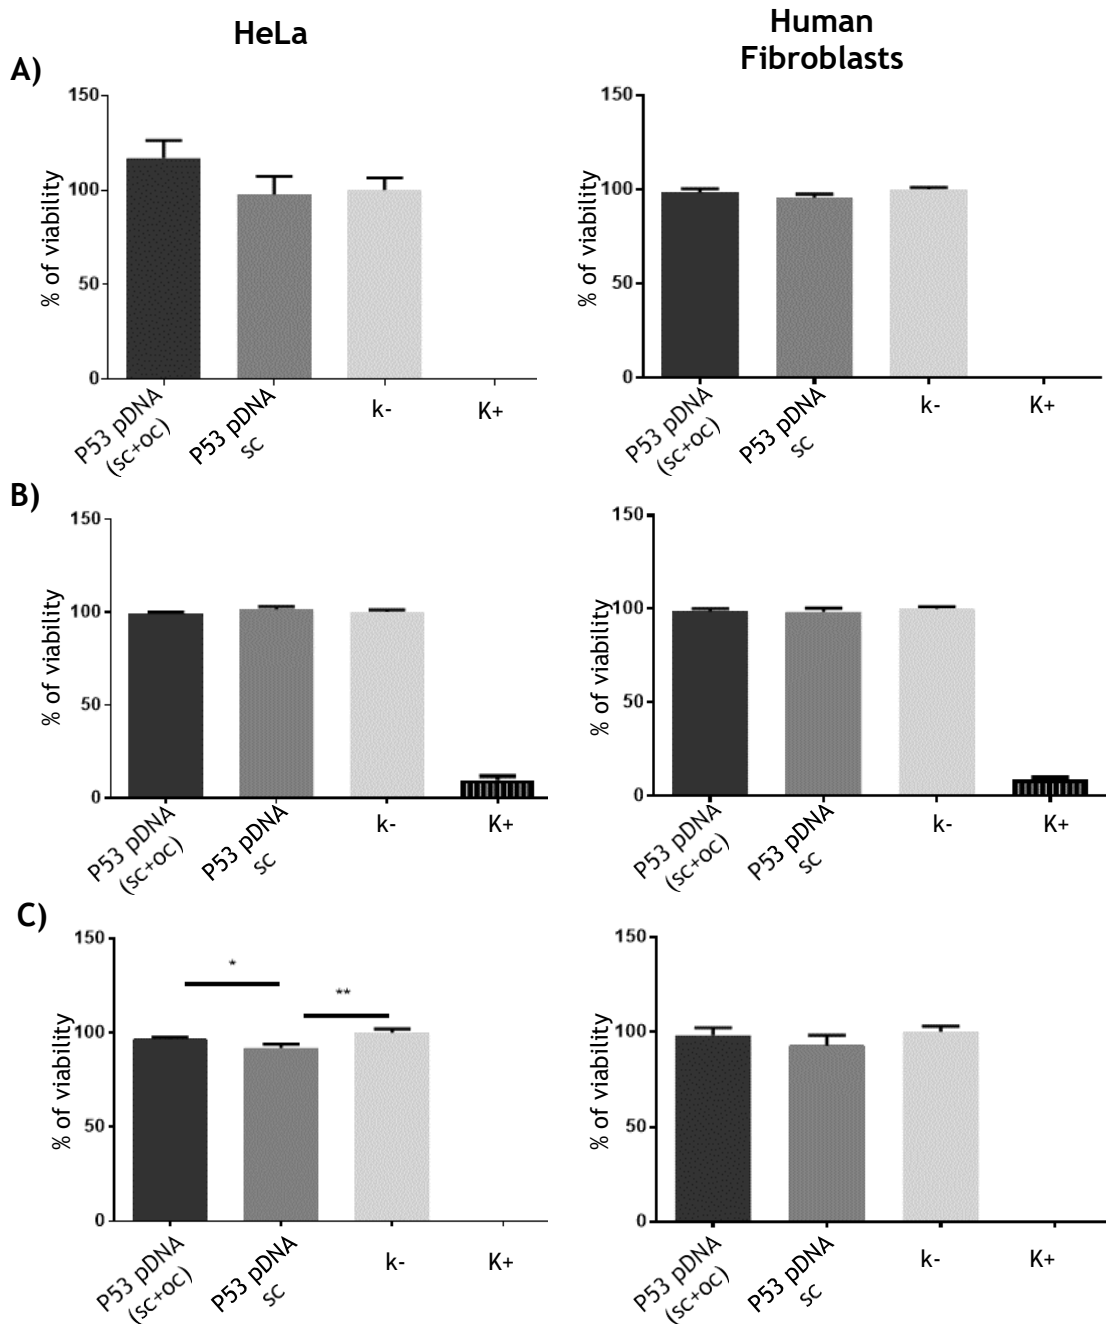 HeLa
Human
Fibroblasts
A)
150
100
50
0
% of viability
P53 pDNA
(sc+oc)
P53 pDNA
sc
k-
K+
150
100
50
0
% of viability
P53 pDNA
(sc+oc)
P53 pDNA
sc
k-
K+
B)
150
100
50
0
% of viability
P53 pDNA
(sc+oc)
P53 pDNA
sc
k-
K+
150
100
50
0
% of viability
P53 pDNA
(sc+oc)
P53 pDNA
sc
k-
K+
C)
150
100
50
0
% of viability
*
**
P53 pDNA
(sc+oc)
P53 pDNA
sc
k-
K+
150
100
50
0
% of viability
P53 pDNA
(sc+oc)
P53 pDNA
sc
k-
K+